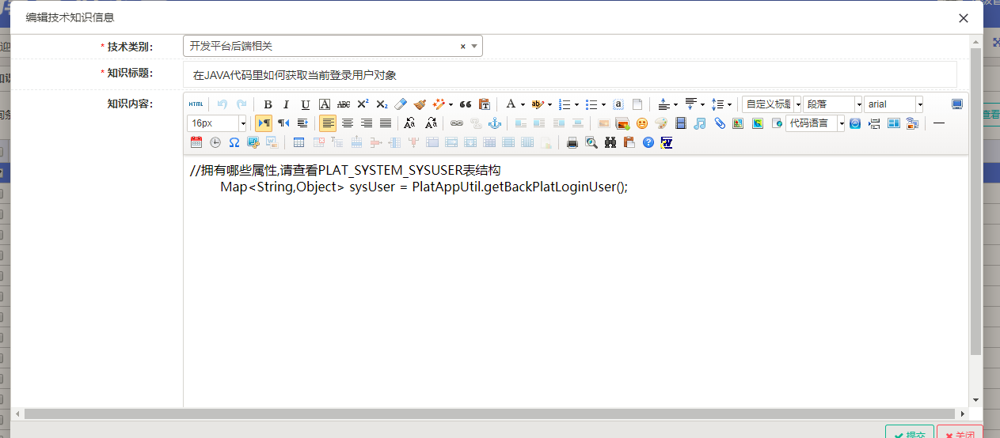 编辑技术知识信息
* 技术类别：
开发平台后端相关
* 知识标题：
在JAVA代码里如何获取当前登录用户对象
知识内容：
HTML B I U A ABC X² X₂ A 自定义标题 段落 arial
16px 代码语言
//拥有哪些属性,请查看PLAT_SYSTEM_SYSUSER表结构
Map<String,Object> sysUser = PlatAppUtil.getBackPlatLoginUser();
提交 关闭